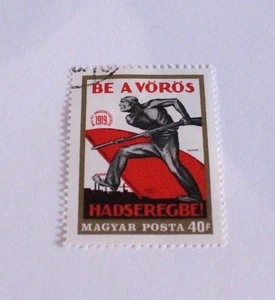 BE A VÖRÖS
1919
HADSEREGBE!
MAGYAR POSTA 40F